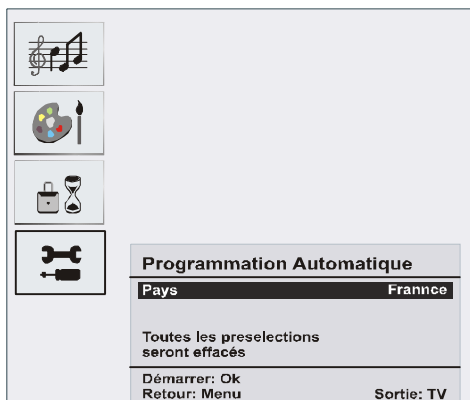 Programmation Automatique
Pays Frannce
Toutes les preselections
seront effacés
Démarrer: Ok
Retour: Menu Sortie: TV